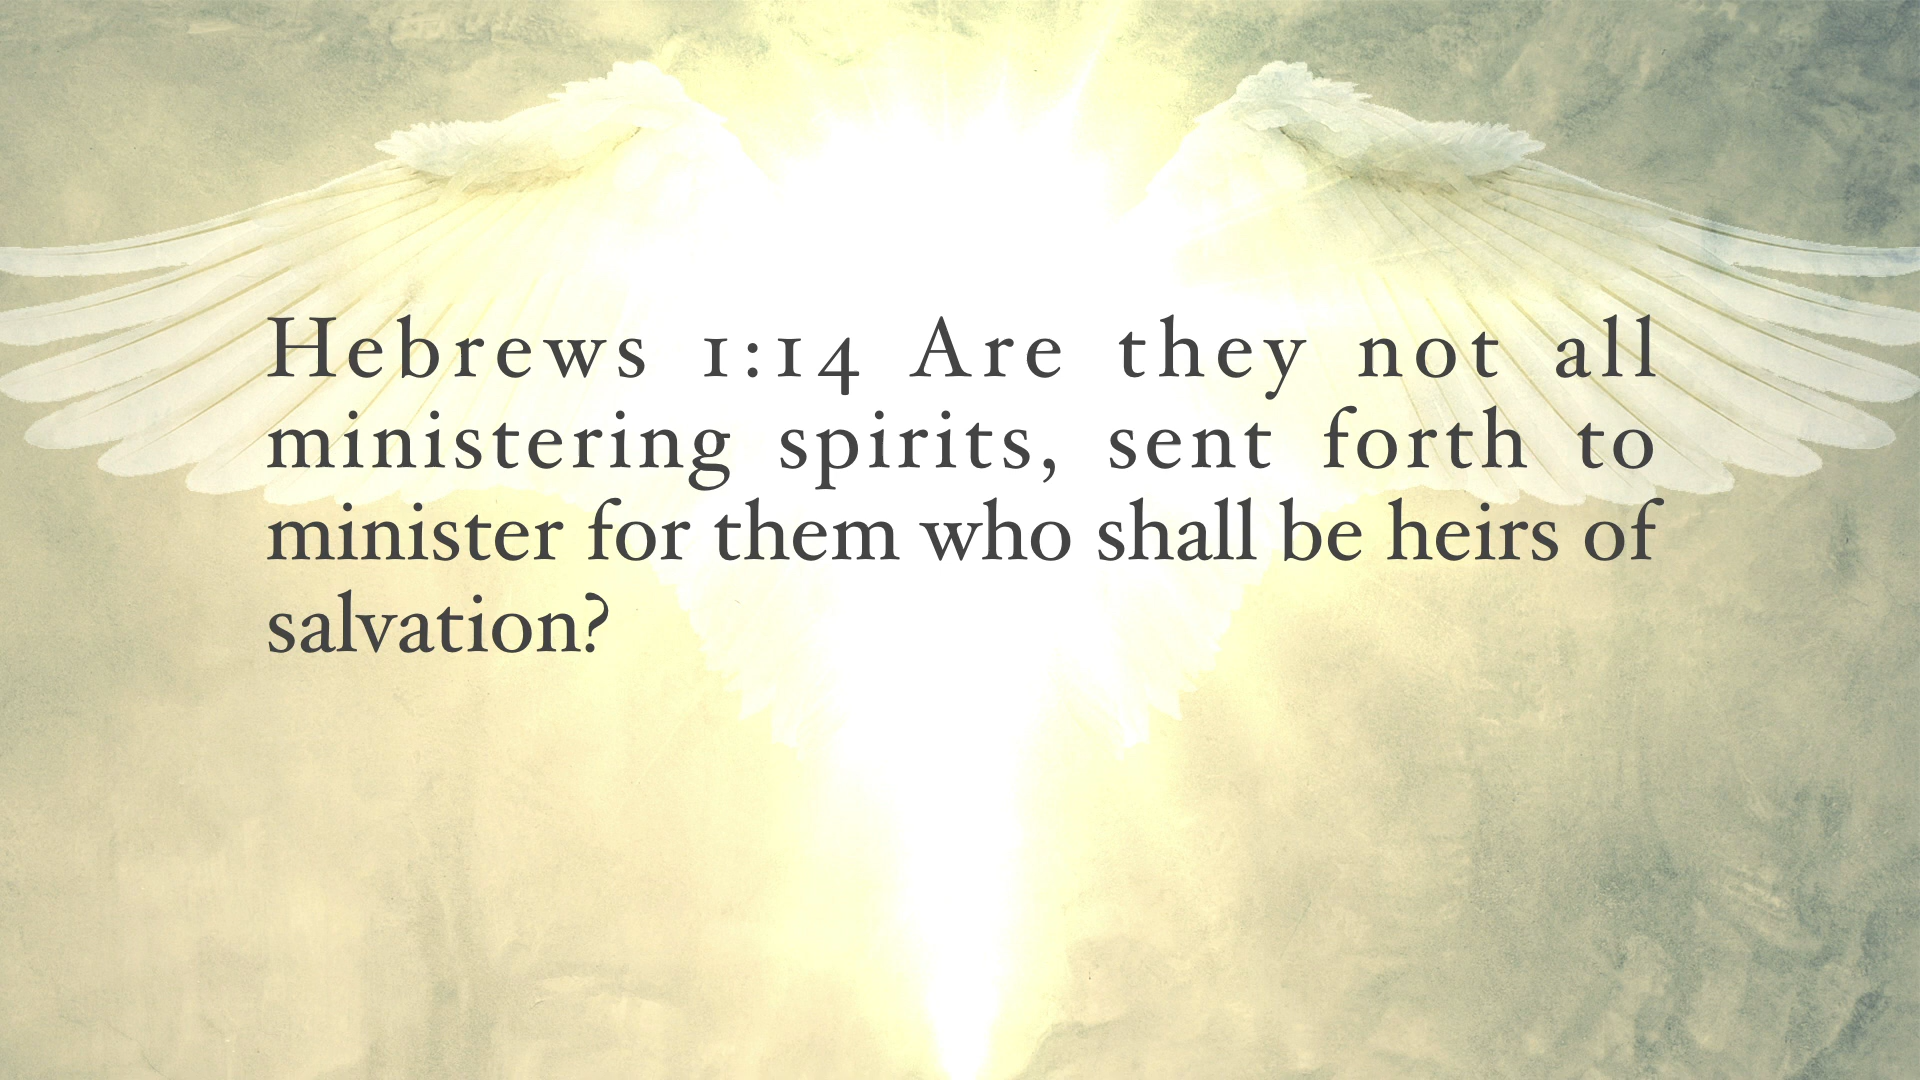 Hebrews 1:14 Are they not all
ministering spirits, sent forth to
minister for them who shall be heirs of
salvation?